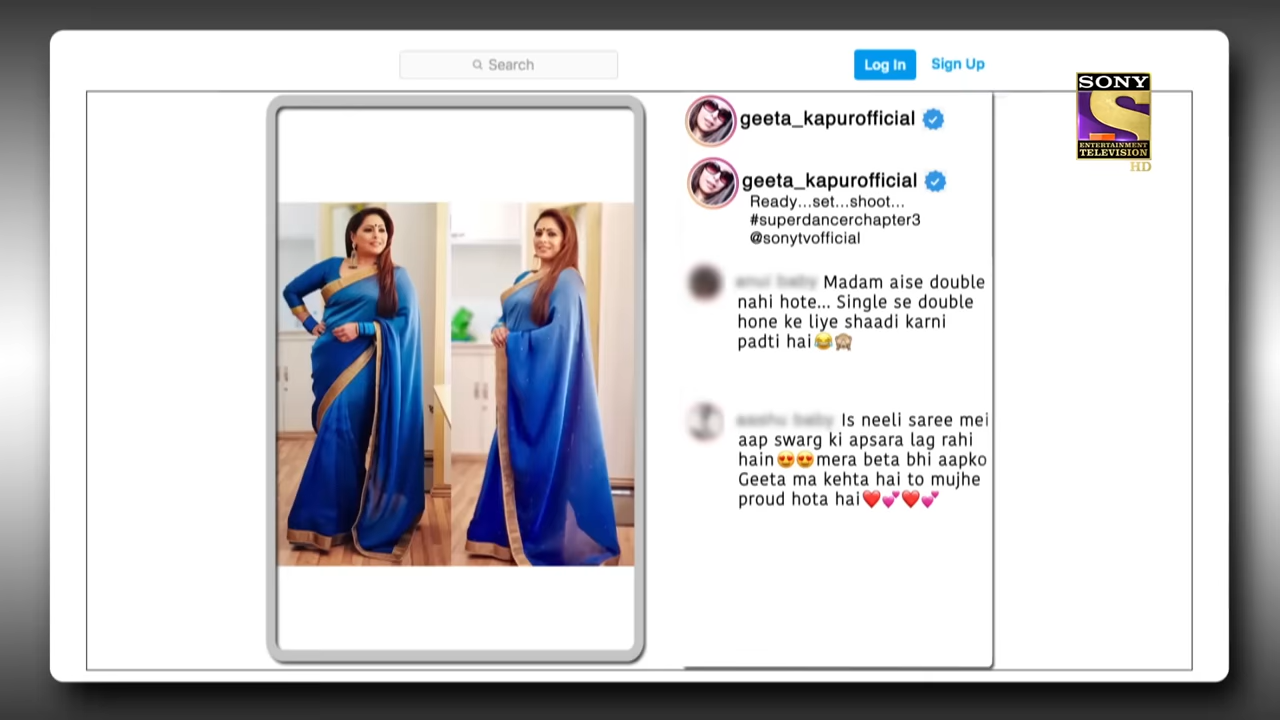 Search
Log In
Sign Up
SONY
ENTERTAINMENT
TELEVISION
HD
geeta_kapurofficial
geeta_kapurofficial
Ready...set...shoot...
#superdancerchapter3
@sonytvofficial
Madam aise double
nahi hote... Single se double
hone ke liye shaadi karni
padti hai😂🙈
Is neeli saree mei
aap swarg ki apsara lag rahi
hain😍😍mera beta bhi aapko
Geeta ma kehta hai to mujhe
proud hota hai❤️💕❤️💕